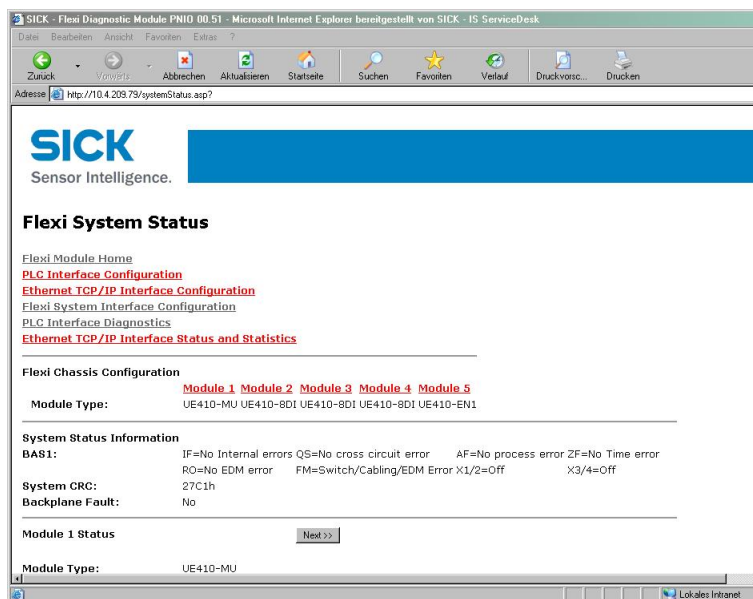 SICK - Flexi Diagnostic Module PNIO 00.51 - Microsoft Internet Explorer bereitgestellt von SICK - IS ServiceDesk
Datei Bearbeiten Ansicht Favoriten Extras ?
Zurück Vorwärts Abbrechen Aktualisieren Startseite Suchen Favoriten Verlauf Druckvorsc... Drucken
Adresse http://10.4.209.79/systemStatus.asp?
SICK
Sensor Intelligence.
Flexi System Status
Flexi Module Home
PLC Interface Configuration
Ethernet TCP/IP Interface Configuration
Flexi System Interface Configuration
PLC Interface Diagnostics
Ethernet TCP/IP Interface Status and Statistics
Flexi Chassis Configuration
Module 1 Module 2 Module 3 Module 4 Module 5
Module Type: UE410-MU UE410-8DI UE410-8DI UE410-8DI UE410-EN1
System Status Information
BAS1: IF=No Internal errors QS=No cross circuit error AF=No process error ZF=No Time error
RO=No EDM error FM=Switch/Cabling/EDM Error X1/2=Off X3/4=Off
System CRC: 27C1h
Backplane Fault: No
Module 1 Status Next >>
Module Type: UE410-MU
Lokales Intranet